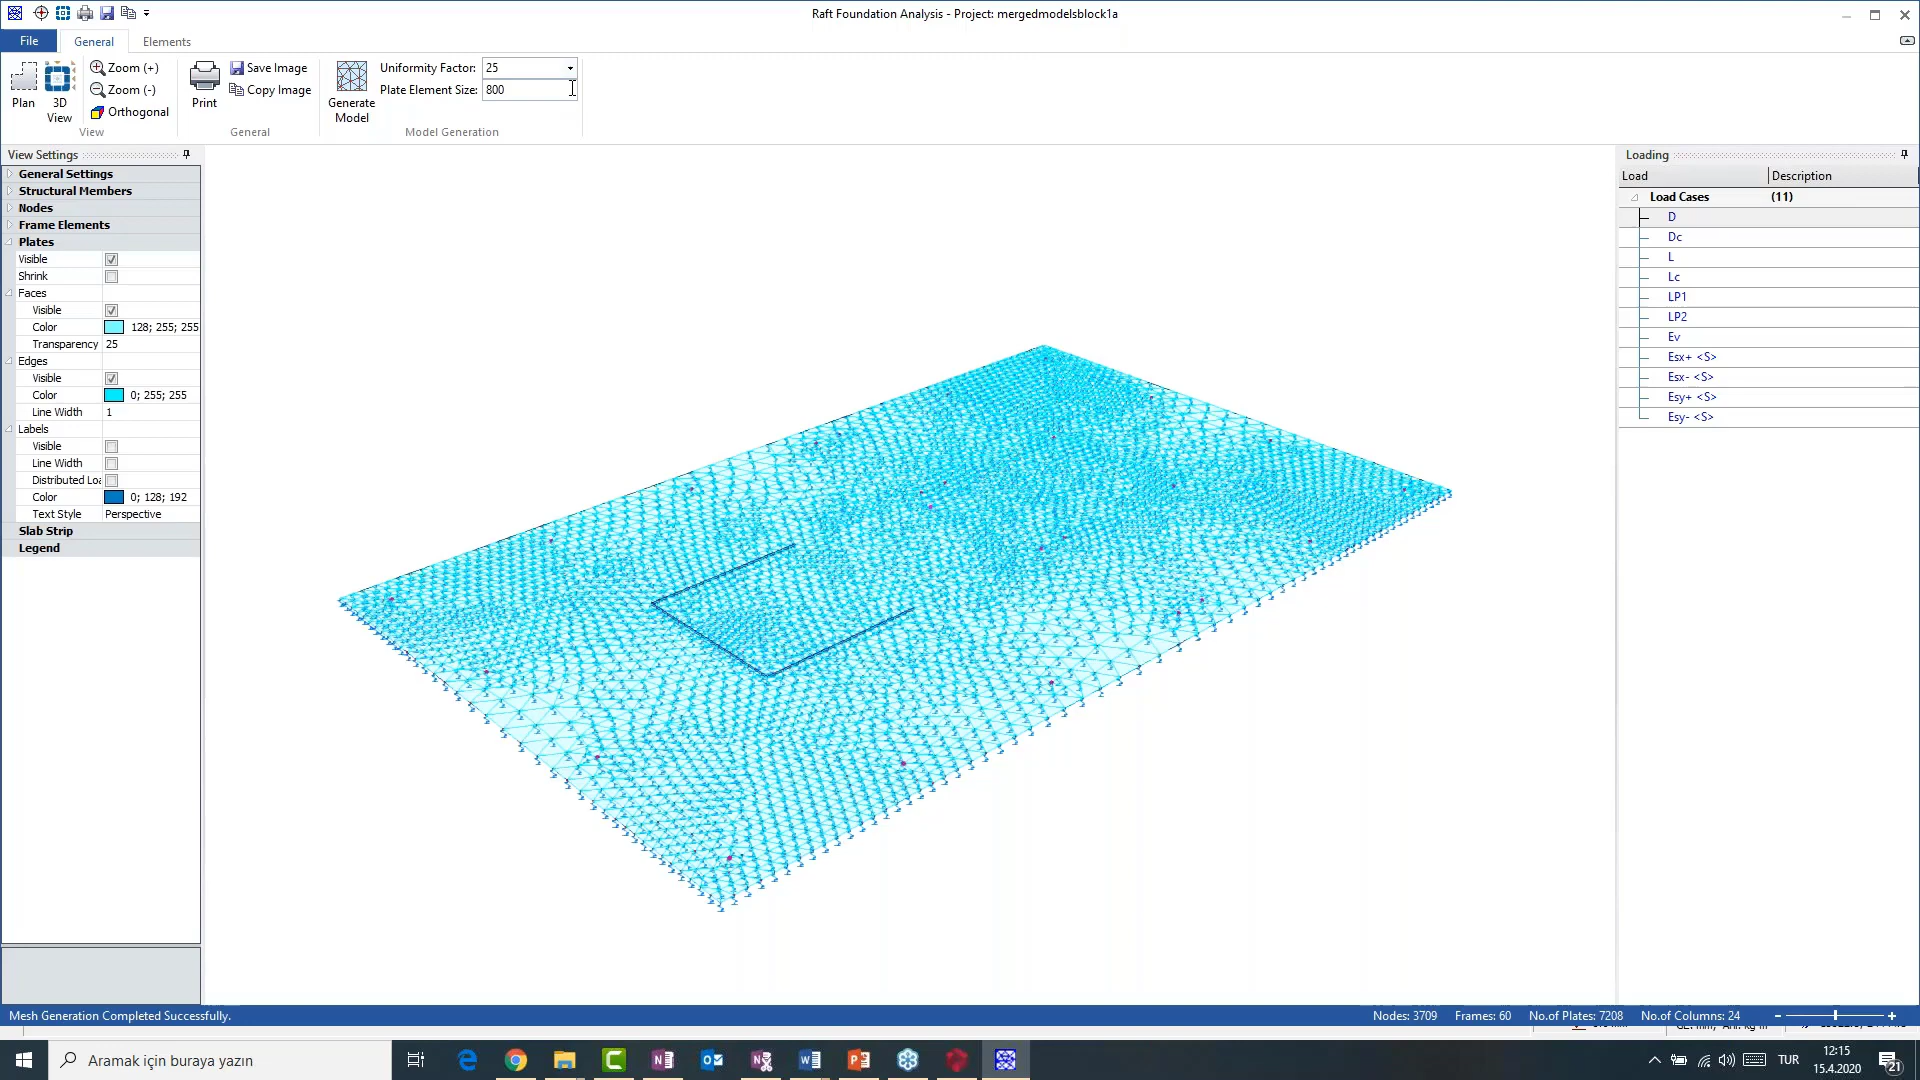 Raft Foundation Analysis - Project: mergedmodelsblock1a
File General Elements
Plan
3D View
Zoom (+)
Zoom (-)
Orthogonal
View
Print
Save Image
Copy Image
General
Generate Model
Uniformity Factor: 25
Plate Element Size: 800
Model Generation
View Settings
General Settings
Structural Members
Nodes
Frame Elements
Plates
Visible
Shrink
Faces
Visible
Color 128; 255; 255
Transparency 25
Edges
Visible
Color 0; 255; 255
Line Width 1
Labels
Visible
Line Width
Distributed Loa
Color 0; 128; 192
Text Style Perspective
Slab Strip
Legend
Loading
Load Description
Load Cases (11)
D
Dc
L
Lc
LP1
LP2
Ev
Esx+ <S>
Esx- <S>
Esy+ <S>
Esy- <S>
Mesh Generation Completed Successfully.
Nodes: 3709 Frames: 60 No.of Plates: 7208 No.of Columns: 24
Aramak için buraya yazın
TUR
12:15
15.4.2020
21